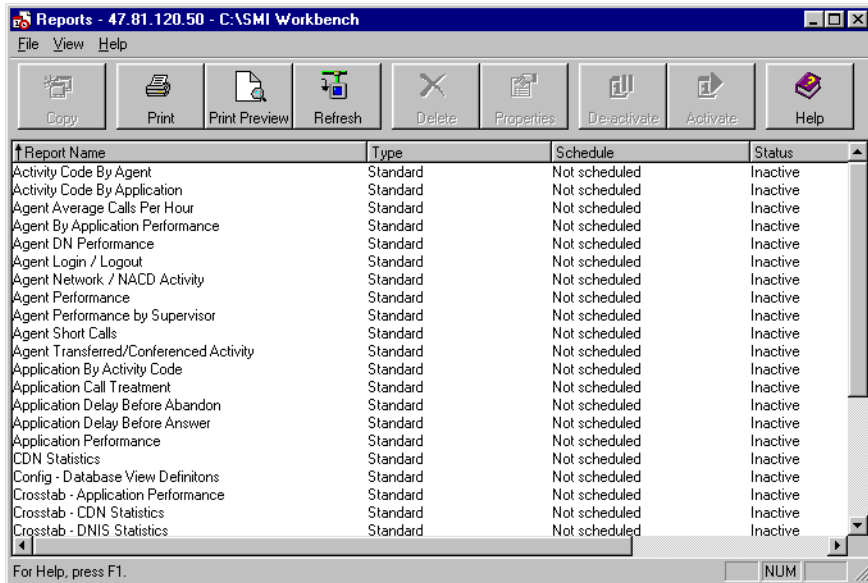 Reports - 47.81.120.50 - C:\SMI Workbench
File View Help
Copy Print Print Preview Refresh Delete Properties De-activate Activate Help
Report Name Type Schedule Status
Activity Code By Agent Standard Not scheduled Inactive
Activity Code By Application Standard Not scheduled Inactive
Agent Average Calls Per Hour Standard Not scheduled Inactive
Agent By Application Performance Standard Not scheduled Inactive
Agent DN Performance Standard Not scheduled Inactive
Agent Login / Logout Standard Not scheduled Inactive
Agent Network / NACD Activity Standard Not scheduled Inactive
Agent Performance Standard Not scheduled Inactive
Agent Performance by Supervisor Standard Not scheduled Inactive
Agent Short Calls Standard Not scheduled Inactive
Agent Transferred/Conferenced Activity Standard Not scheduled Inactive
Application By Activity Code Standard Not scheduled Inactive
Application Call Treatment Standard Not scheduled Inactive
Application Delay Before Abandon Standard Not scheduled Inactive
Application Delay Before Answer Standard Not scheduled Inactive
Application Performance Standard Not scheduled Inactive
CDN Statistics Standard Not scheduled Inactive
Config - Database View Definitons Standard Not scheduled Inactive
Crosstab - Application Performance Standard Not scheduled Inactive
Crosstab - CDN Statistics Standard Not scheduled Inactive
Crosstab - DNIS Statistics Standard Not scheduled Inactive
For Help, press F1. NUM